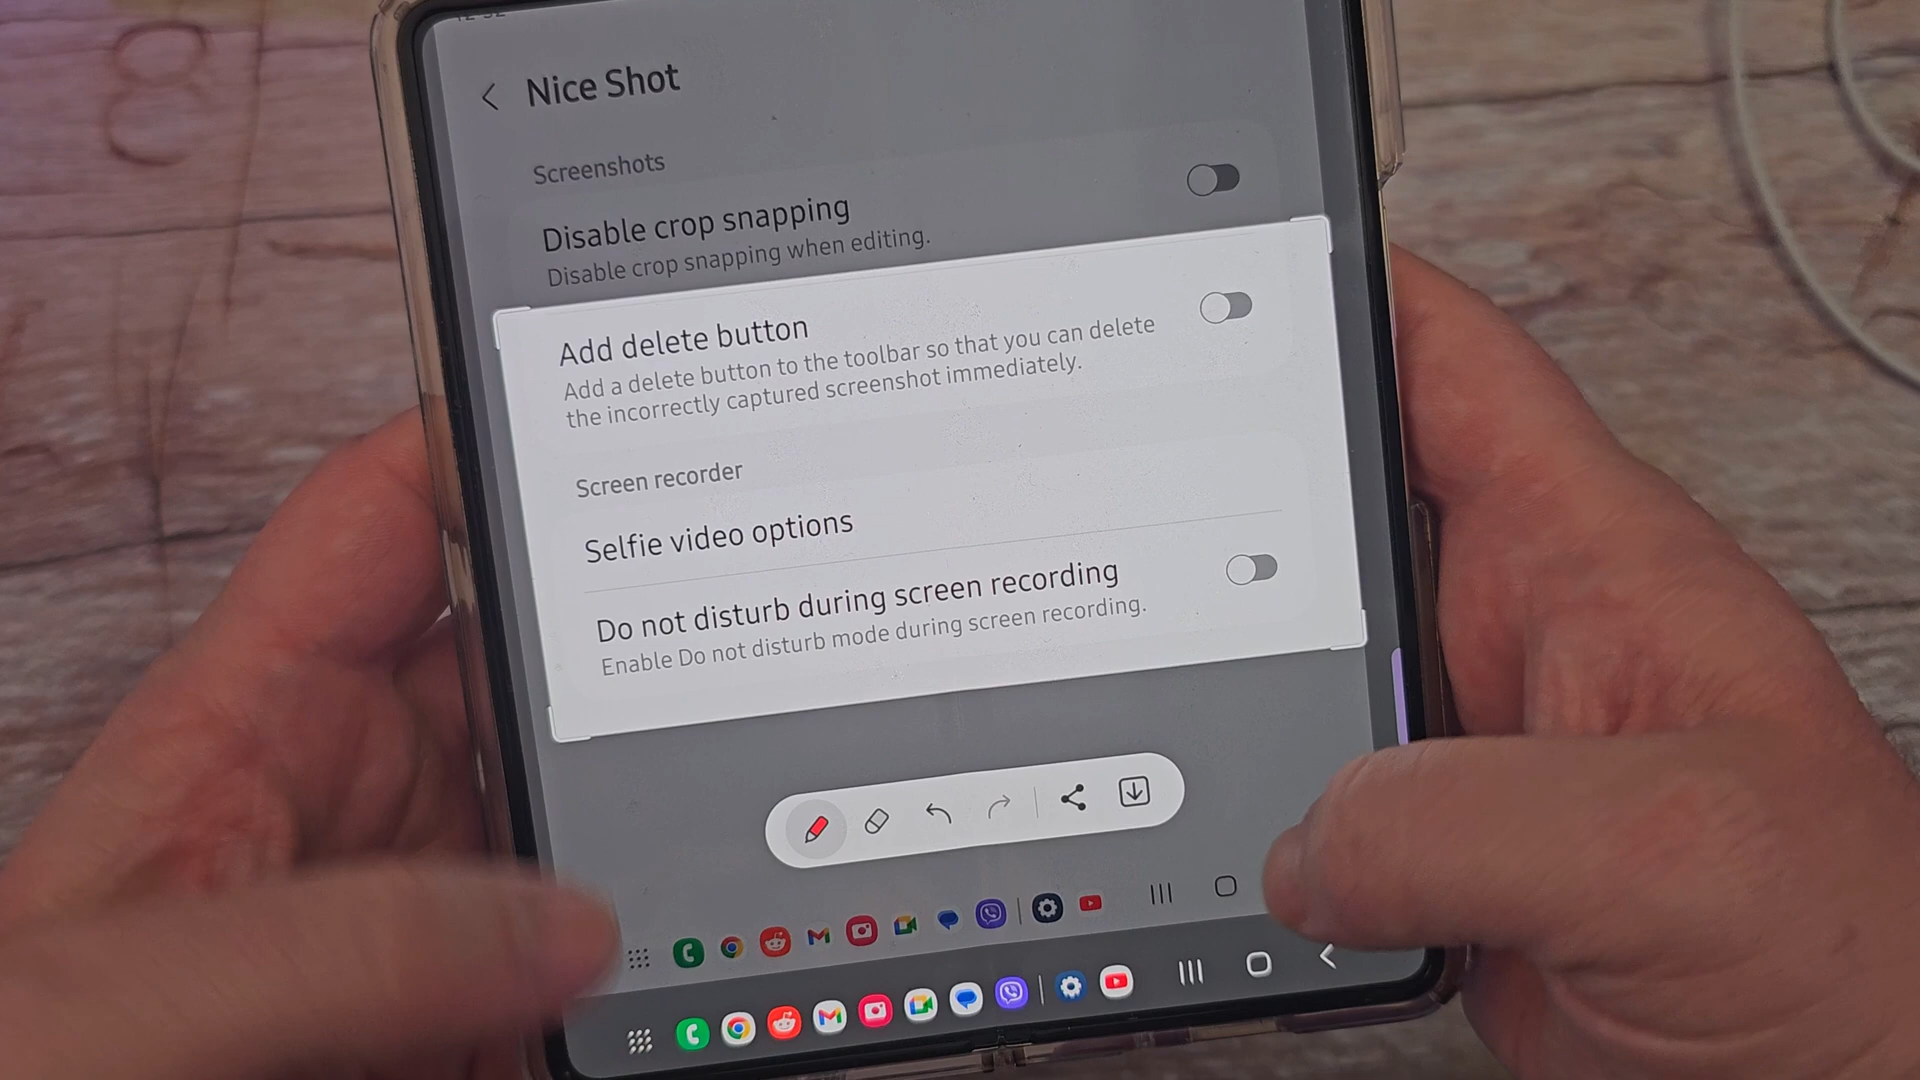 Nice Shot
Screenshots
Disable crop snapping
Disable crop snapping when editing.
Add delete button
Add a delete button to the toolbar so that you can delete
the incorrectly captured screenshot immediately.
Screen recorder
Selfie video options
Do not disturb during screen recording
Enable Do not disturb mode during screen recording.